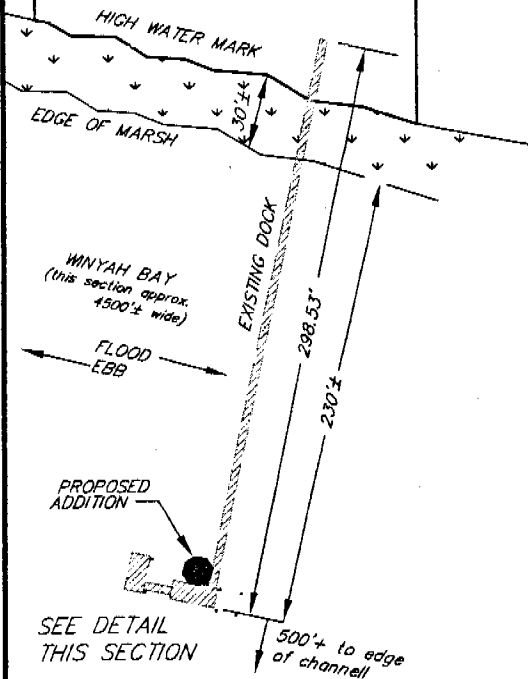 HIGH WATER MARK
EDGE OF MARSH
30'±
WINYAH BAY
(this section approx.
4500'± wide)
FLOOD
EBB
EXISTING DOCK
298.53'
230'±
PROPOSED
ADDITION
SEE DETAIL
THIS SECTION
500'± to edge
of channell